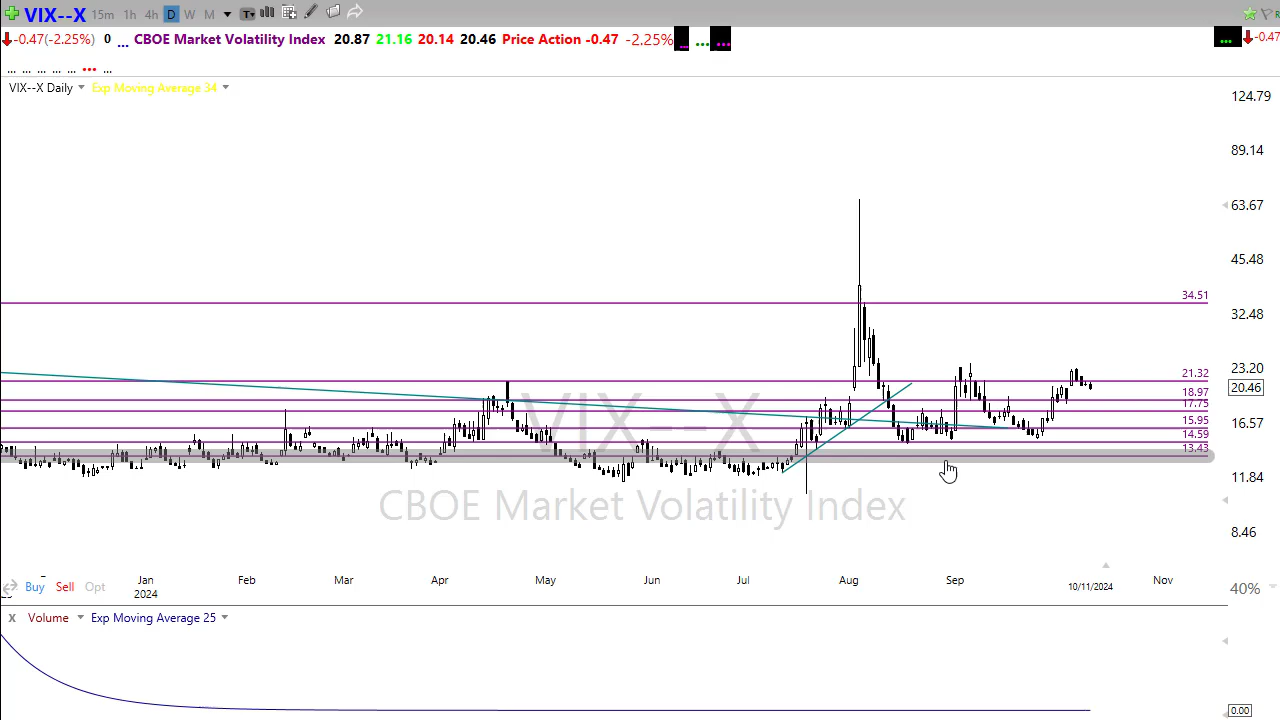 VIX--X 15m 1h 4h D W M T
-0.47(-2.25%) 0 ... CBOE Market Volatility Index 20.87 21.16 20.14 20.46 Price Action -0.47 -2.25% ... ... ... ... -0.47
... ... ... ... ... ... ...
VIX--X Daily Exp Moving Average 34
124.79
89.14
63.67
45.48
34.51
32.48
21.32
23.20
20.46
18.97
17.75
15.95
16.57
14.59
13.43
11.84
8.46
VIX--X
CBOE Market Volatility Index
Jan Feb Mar Apr May Jun Jul Aug Sep 10/11/2024 Nov
2024
Buy Sell Opt 40%
X Volume Exp Moving Average 25
0.00